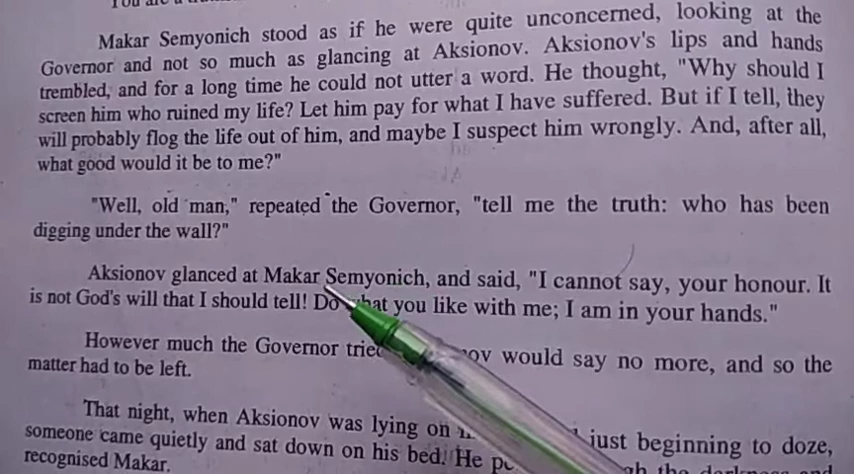 Makar Semyonich stood as if he were quite unconcerned, looking at the
Governor and not so much as glancing at Aksionov. Aksionov's lips and hands
trembled, and for a long time he could not utter a word. He thought, "Why should I
screen him who ruined my life? Let him pay for what I have suffered. But if I tell, they
will probably flog the life out of him, and maybe I suspect him wrongly. And, after all,
what good would it be to me?"
"Well, old man," repeated the Governor, "tell me the truth: who has been
digging under the wall?"
Aksionov glanced at Makar Semyonich, and said, "I cannot say, your honour. It
is not God's will that I should tell! Do you like with me; I am in your hands."
However much the Governor would say no more, and so the
matter had to be left.
That night, when Aksionov was lying on just beginning to doze,
someone came quietly and sat down on his bed. He
recognised Makar.